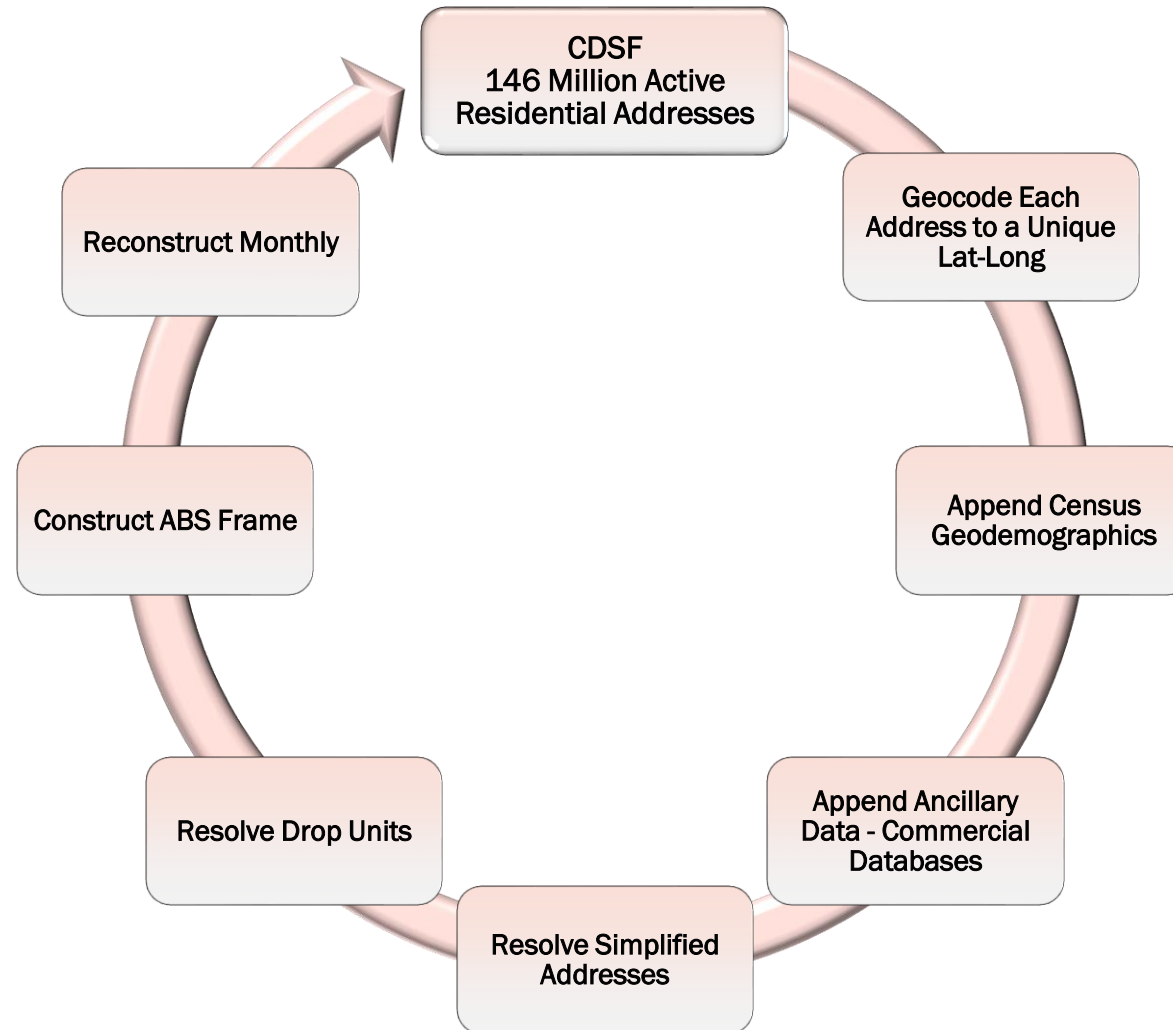 CDSF
146 Million Active
Residential Addresses
Geocode Each
Address to a Unique
Lat-Long
Append Census
Geodemographics
Append Ancillary
Data - Commercial
Databases
Resolve Simplified
Addresses
Resolve Drop Units
Construct ABS Frame
Reconstruct Monthly